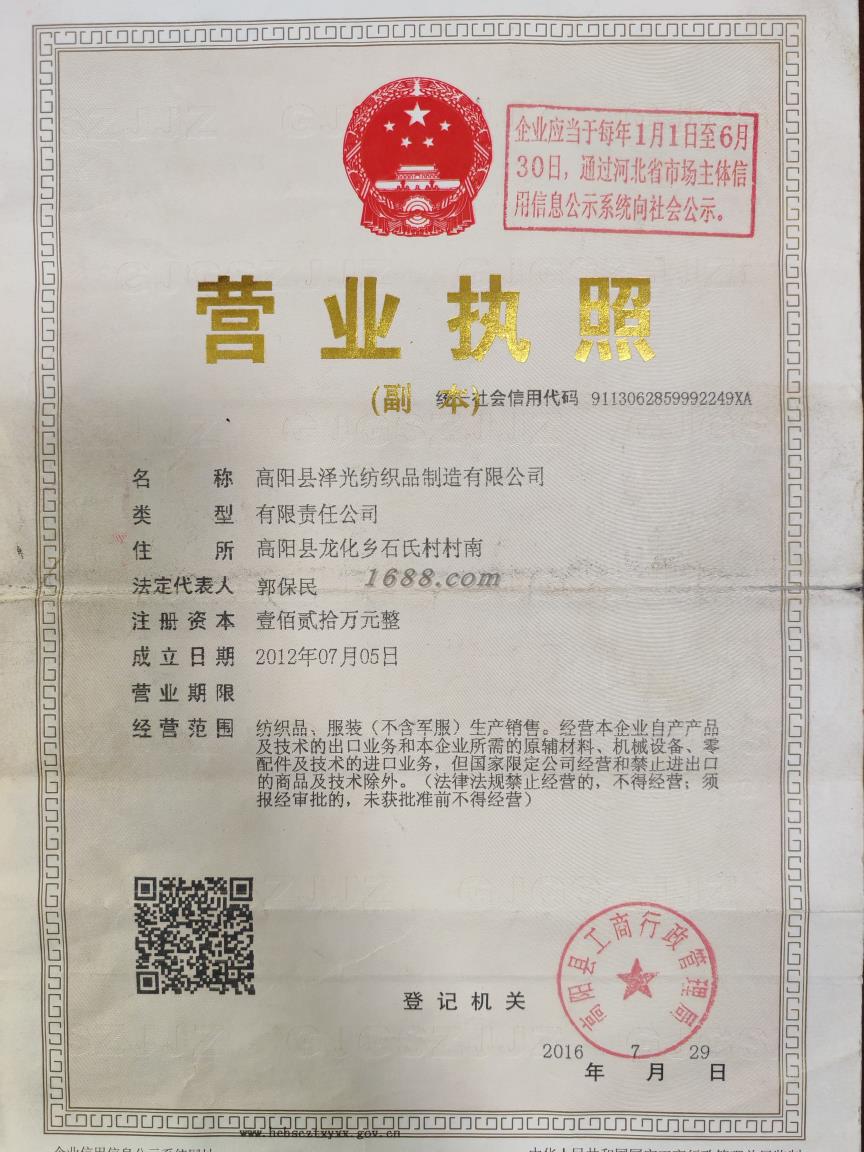 企业应当于每年1月1日至6月
30日，通过河北省市场主体信
用信息公示系统向社会公示。
营业执照
(副本)
统一社会信用代码 9113062859992249XA
名称 高阳县泽光纺织品制造有限公司
类型 有限责任公司
住所 高阳县龙化乡石氏村村南
1688.com
法定代表人 郭保民
注册资本 壹佰贰拾万元整
成立日期 2012年07月05日
营业期限
经营范围 纺织品、服装（不含军服）生产销售。经营本企业自产产品
及技术的出口业务和本企业所需的原辅材料、机械设备、零
配件及技术的进口业务，但国家限定公司经营和禁止进出口
的商品及技术除外。（法律法规禁止经营的，不得经营；须
报经审批的，未获批准前不得经营）
高阳县工商行政管理局
登记机关
2016年7月29日
www.hebscztxyxx.gov.cn